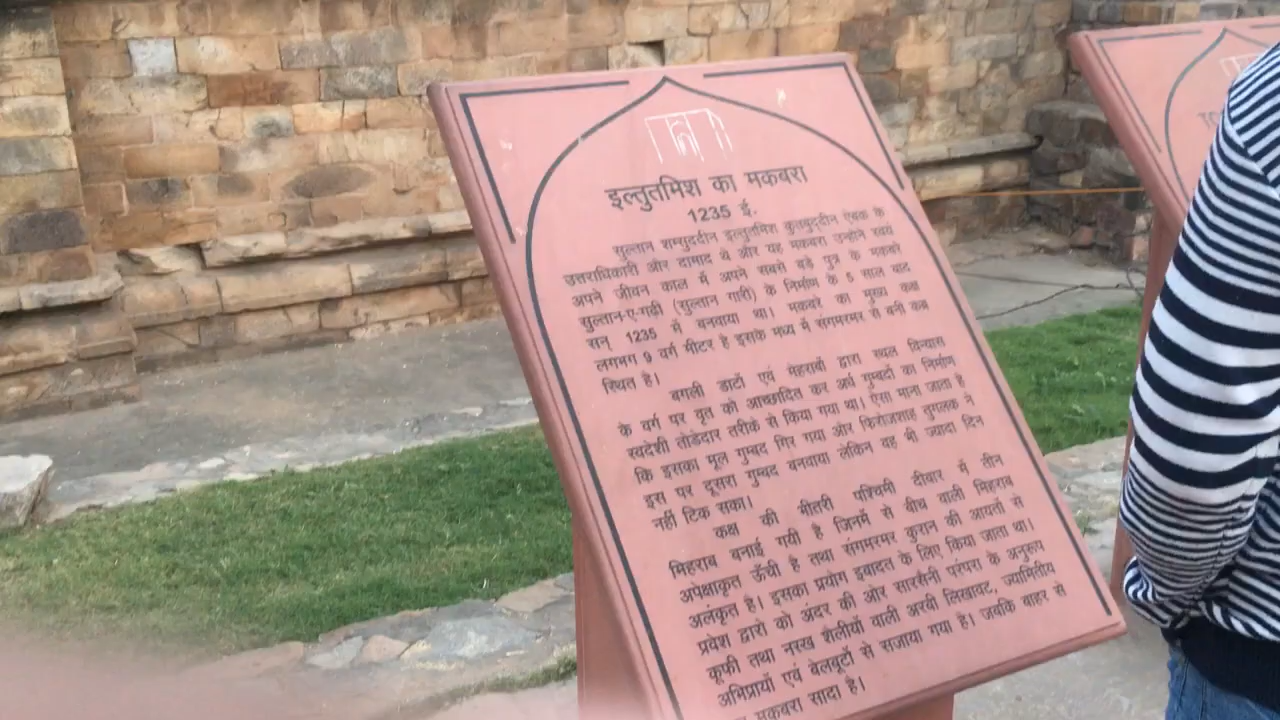 इल्तुतमिश का मकबरा
1235 ई.
सुल्तान शम्सुद्दीन इल्तुतमिश कुतुबुद्दीन ऐबक के
उत्तराधिकारी और दामाद थे और यह मकबरा उन्होंने स्वयं
अपने जीवन काल में अपने सबसे बड़े पुत्र के मकबरे
सुल्तान-ए-गढ़ी (सुल्तान गारी) के निर्माण के 5 साल बाद
सन् 1235 में बनवाया था। मकबरे का मुख्य कक्ष
लगभग 9 वर्ग मीटर है इसके मध्य में संगमरमर से बनी कब्र
स्थित है।
बगली डाटों एवं मेहराबों द्वारा स्थल विन्यास
के वर्ग पर वृत को आच्छादित कर अर्ध गुम्बदों का निर्माण
स्वदेशी तोडेदार तरीके से किया गया था। ऐसा माना जाता है
कि इसका मूल गुम्बद गिर गया और फिरोजशाह तुगलक ने
इस पर दूसरा गुम्बद बनवाया लेकिन वह भी ज्यादा दिन
नहीं टिक सका।
कक्ष की भीतरी पश्चिमी दीवार में तीन
मिहराब बनाई गयी है जिनमें से बीच वाली मिहराब
अपेक्षाकृत ऊँची है तथा संगमरमर कुरान की आयतों से
अलंकृत है। इसका प्रयोग इबादत के लिए किया जाता था।
प्रवेश द्वारो को अंदर की ओर सारसैनी परंपरा के अनुरूप
कूफी तथा नस्ख शैलीयों वाली अरबी लिखावट, ज्यामितीय
अभिप्रायों एवं बेलबूटों से सजाया गया है। जबकि बाहर से
मकबरा सादा है।